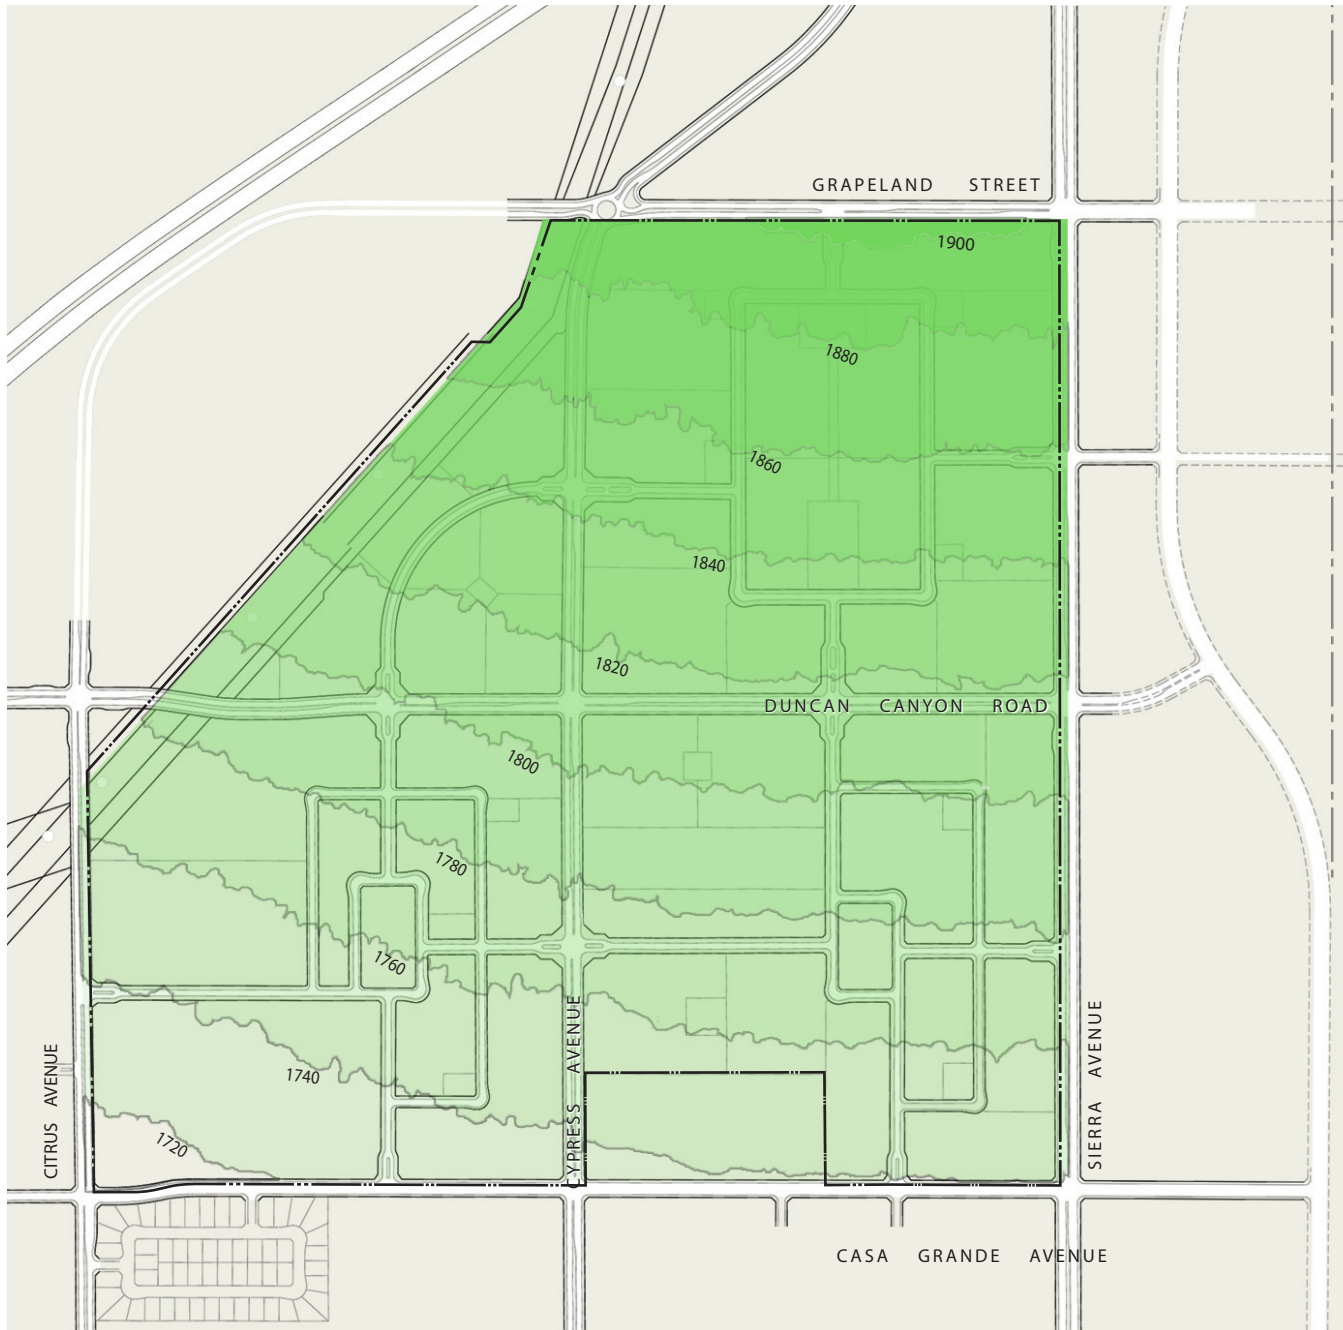 GRAPELAND STREET
1900
1880
1860
1840
1820
DUNCAN CANYON ROAD
1800
1780
1760
CITRUS AVENUE
CYPRESS AVENUE
SIERRA AVENUE
1740
1720
CASA GRANDE AVENUE